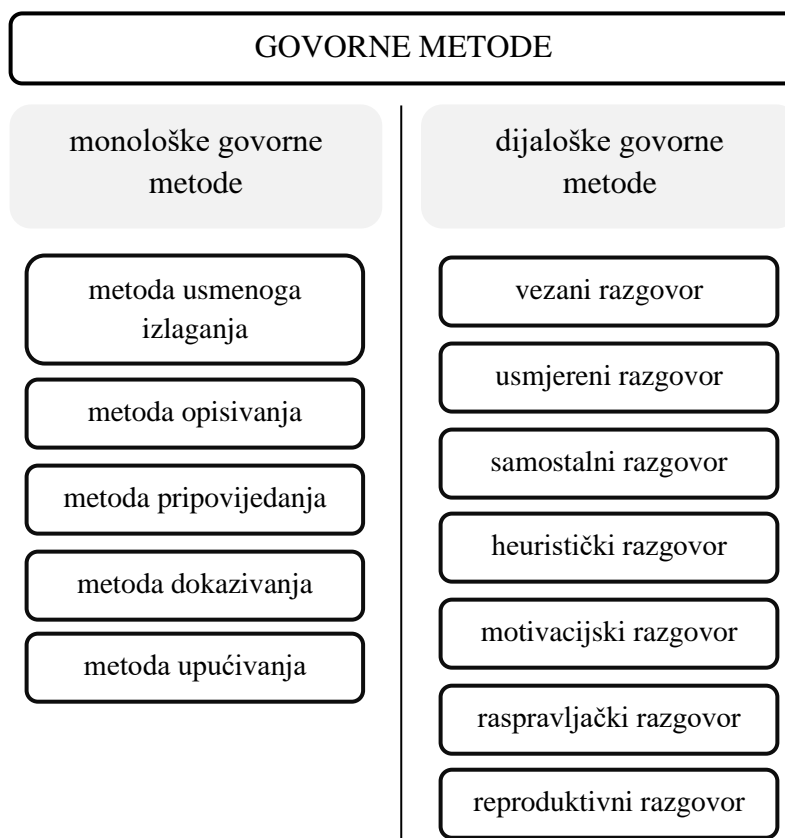 GOVORNE METODE
monološke govorne
metode
metoda usmenoga
izlaganja
metoda opisivanja
metoda pripovijedanja
metoda dokazivanja
metoda upućivanja
dijaloške govorne
metode
vezani razgovor
usmjereni razgovor
samostalni razgovor
heuristički razgovor
motivacijski razgovor
raspravljački razgovor
reproduktivni razgovor